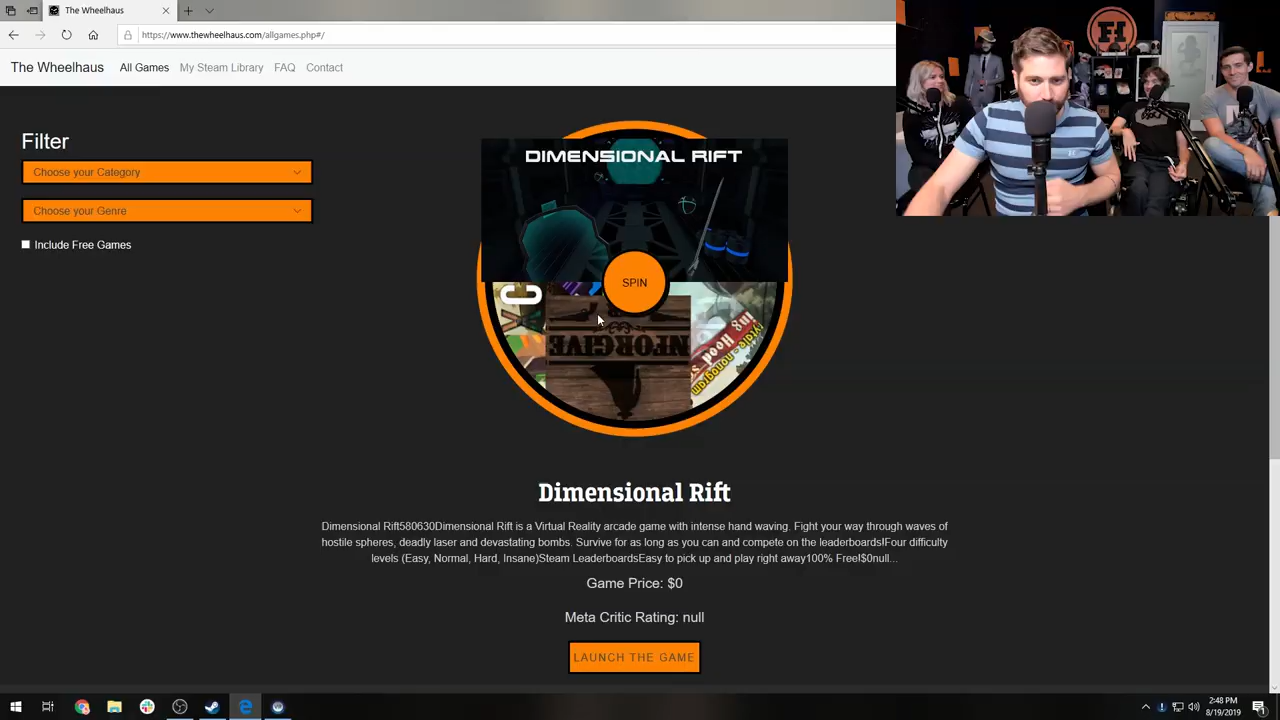 The Wheelhaus
https://www.thewheelhaus.com/allgames.php#/
The Wheelhaus
All Games
My Steam Library
FAQ
Contact
Filter
Choose your Category
Choose your Genre
Include Free Games
DIMENSIONAL RIFT
SPIN
NFORGIVE
ing Hood
nonogram
Dimensional Rift
Dimensional Rift580630Dimensional Rift is a Virtual Reality arcade game with intense hand waving. Fight your way through waves of
hostile spheres, deadly laser and devastating bombs. Survive for as long as you can and compete on the leaderboards!Four difficulty
levels (Easy, Normal, Hard, Insane)Steam LeaderboardsEasy to pick up and play right away100% Free!$0null...
Game Price: $0
Meta Critic Rating: null
LAUNCH THE GAME
2:48 PM
8/19/2019